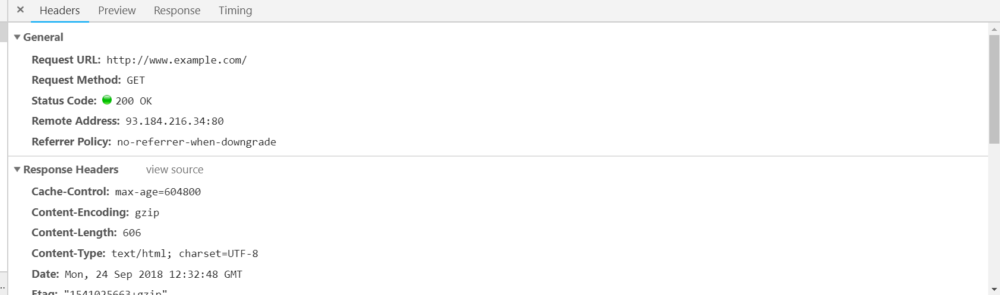 Headers Preview Response Timing
General
Request URL: http://www.example.com/
Request Method: GET
Status Code: 200 OK
Remote Address: 93.184.216.34:80
Referrer Policy: no-referrer-when-downgrade
Response Headers view source
Cache-Control: max-age=604800
Content-Encoding: gzip
Content-Length: 606
Content-Type: text/html; charset=UTF-8
Date: Mon, 24 Sep 2018 12:32:48 GMT
Etag: "1541025663+gzip"